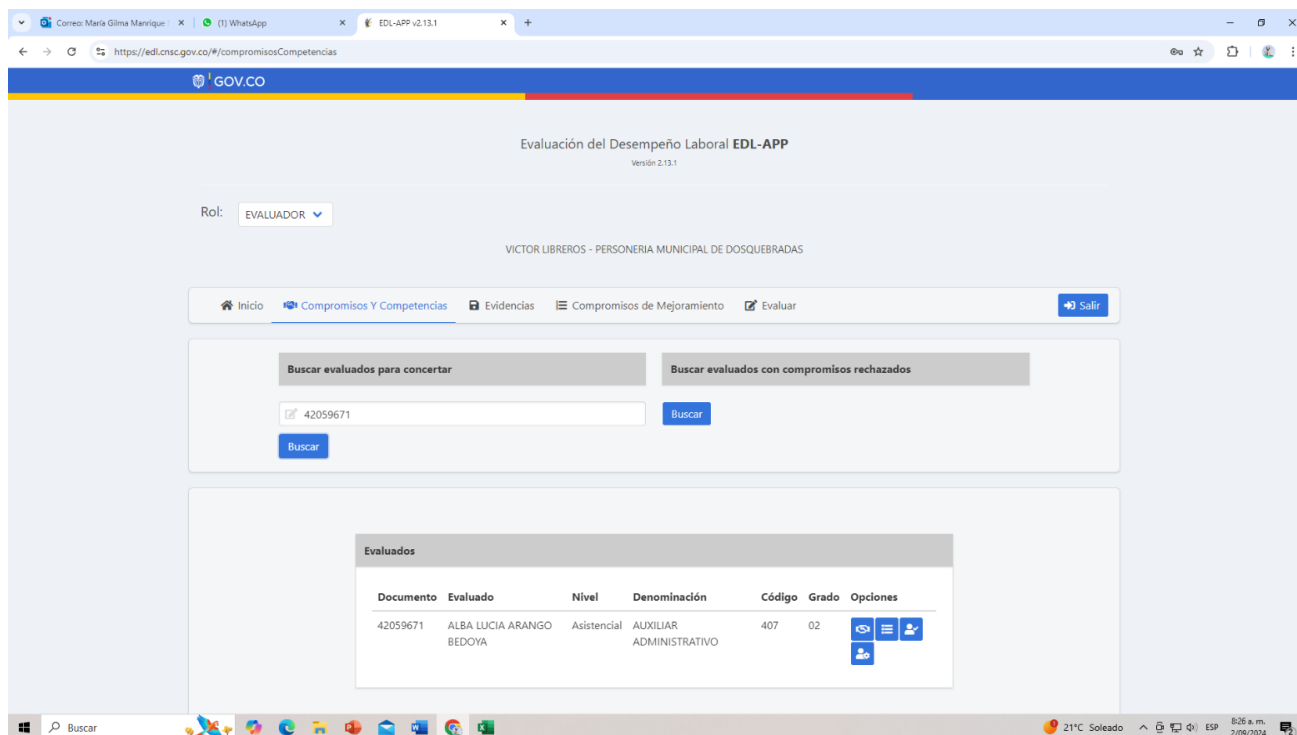 Correo: María Gilma Manrique
(1) WhatsApp
EDL-APP v2.13.1
https://edl.cnsc.gov.co/#/compromisosCompetencias
GOV.CO
Evaluación del Desempeño Laboral EDL-APP
Versión 2.13.1
Rol: EVALUADOR
VICTOR LIBREROS - PERSONERIA MUNICIPAL DE DOSQUEBRADAS
Inicio Compromisos Y Competencias Evidencias Compromisos de Mejoramiento Evaluar Salir
Buscar evaluados para concertar Buscar evaluados con compromisos rechazados
42059671 Buscar
Buscar
Evaluados
Documento Evaluado Nivel Denominación Código Grado Opciones
42059671 ALBA LUCIA ARANGO Asistencial AUXILIAR 407 02
BEDOYA ADMINISTRATIVO
Buscar 21°C Soleado ESP 8:26 a. m.
2/09/2024